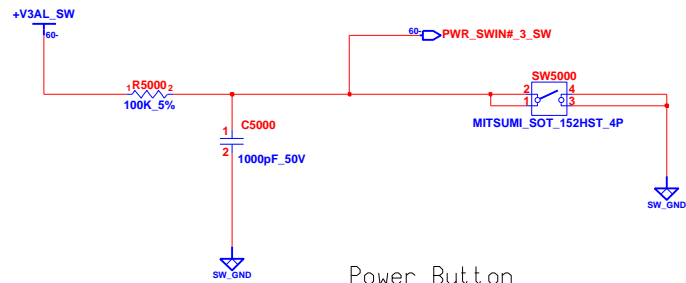 +V3AL_SW
60-
60-
PWR_SWIN#_3_SW
1
R5000
2
100K_5%
SW5000
2
4
1
3
MITSUMI_SOT_152HST_4P
1
C5000
2
1000pF_50V
SW_GND
SW_GND
Power Button